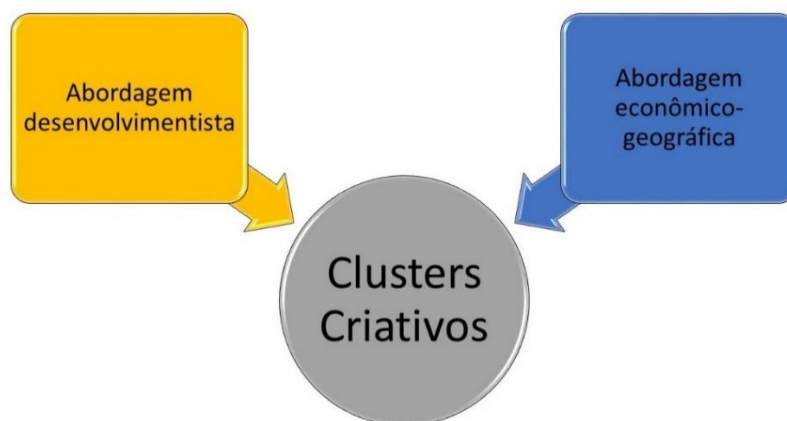 Abordagem
desenvolvimentista
Abordagem
econômico-
geográfica
Clusters
Criativos